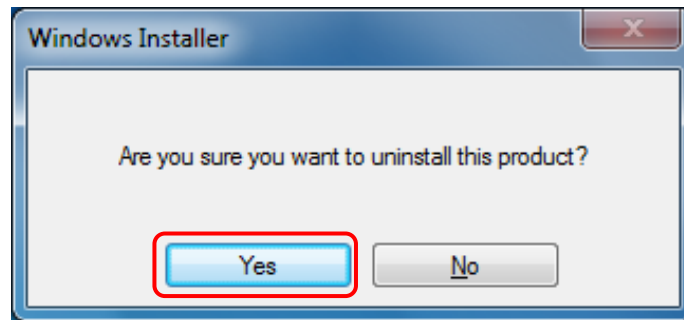 Windows Installer
Are you sure you want to uninstall this product?
Yes
No